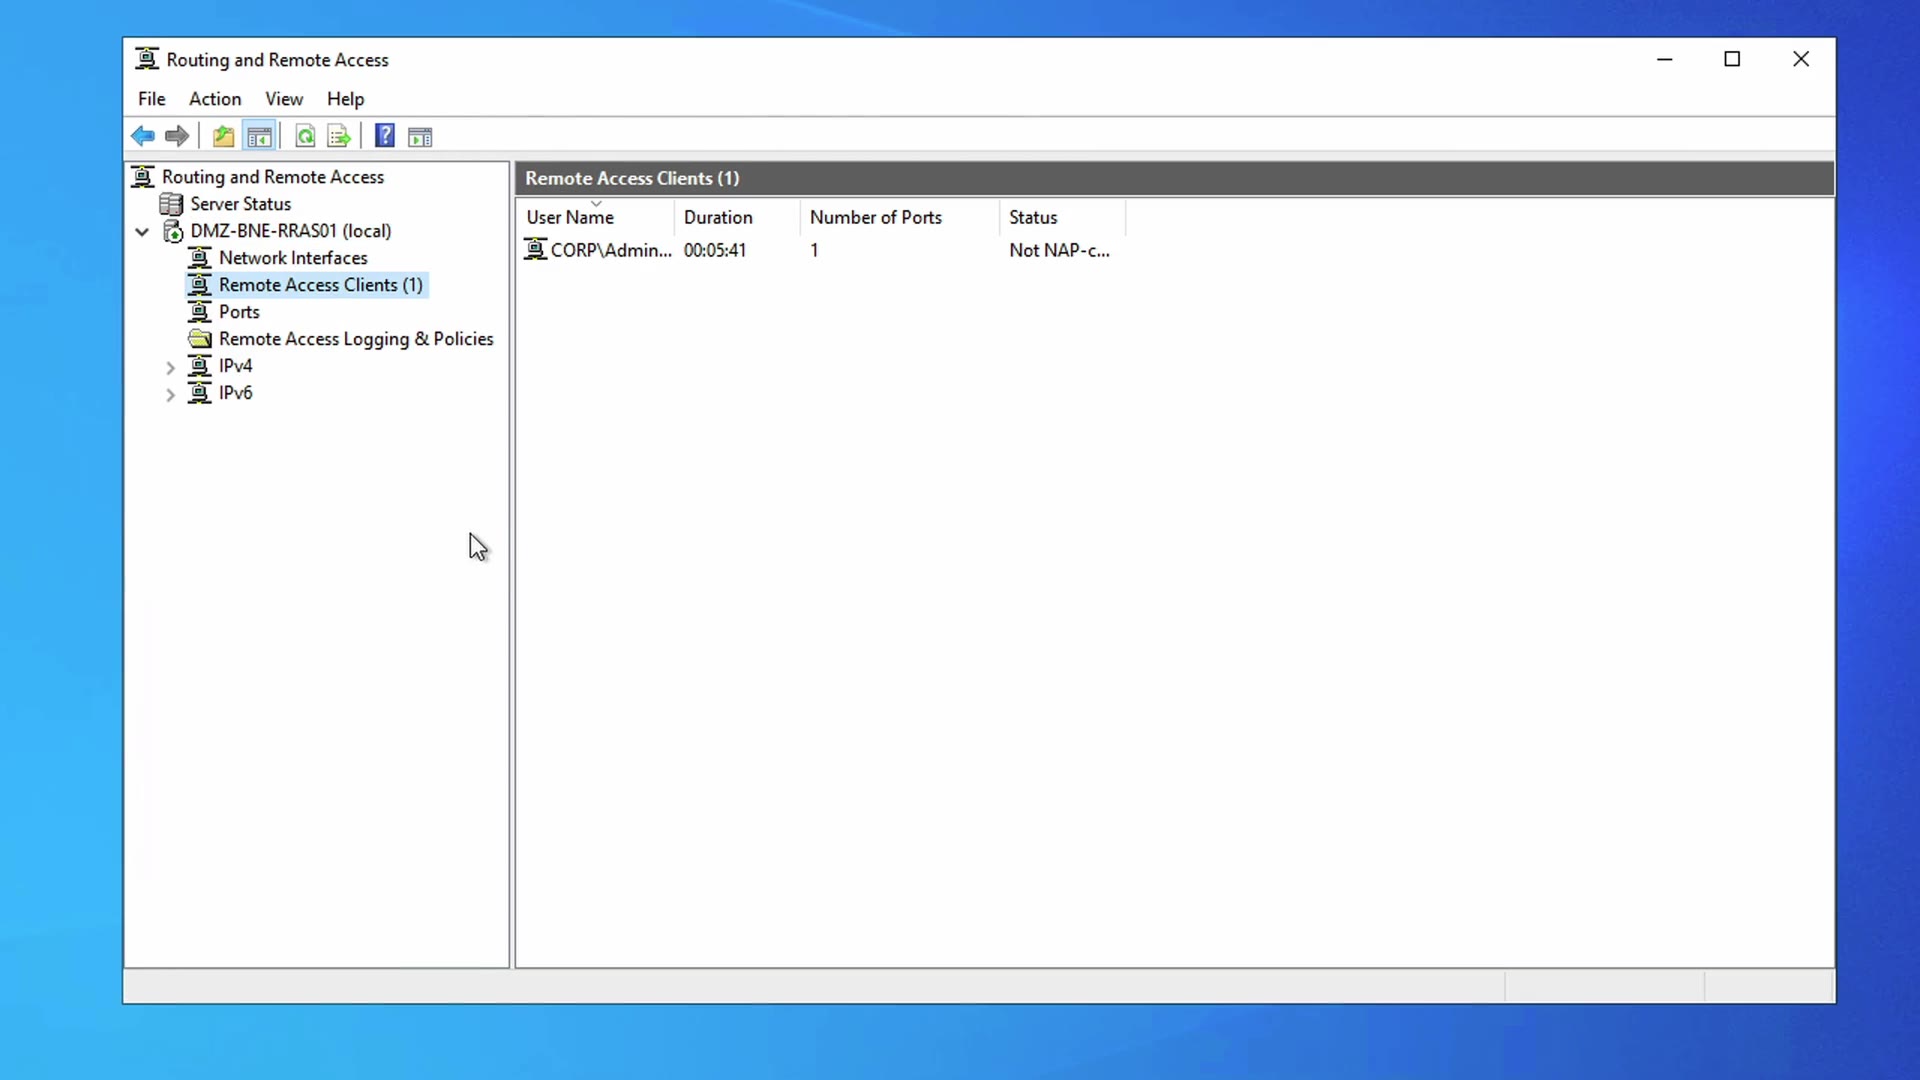 Routing and Remote Access
File Action View Help
Routing and Remote Access
Server Status
DMZ-BNE-RRAS01 (local)
Network Interfaces
Remote Access Clients (1)
Ports
Remote Access Logging & Policies
IPv4
IPv6
Remote Access Clients (1)
User Name Duration Number of Ports Status
CORP\Admin... 00:05:41 1 Not NAP-c...